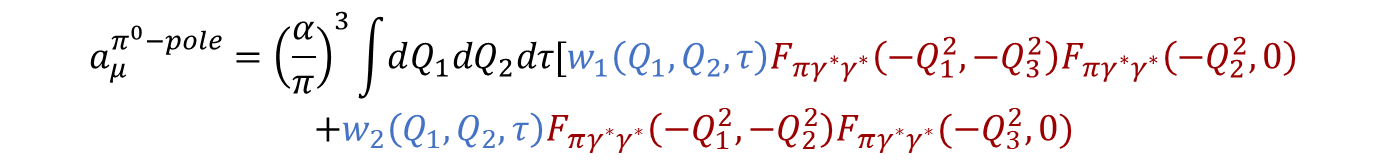 a_μ^{π^0−pole} = (α/π)^3 ∫ dQ_1 dQ_2 dτ[w_1(Q_1, Q_2, τ)F_{πγ*γ*}(−Q_1^2, −Q_3^2)F_{πγ*γ*}(−Q_2^2, 0)
+w_2(Q_1, Q_2, τ)F_{πγ*γ*}(−Q_1^2, −Q_2^2)F_{πγ*γ*}(−Q_3^2, 0)